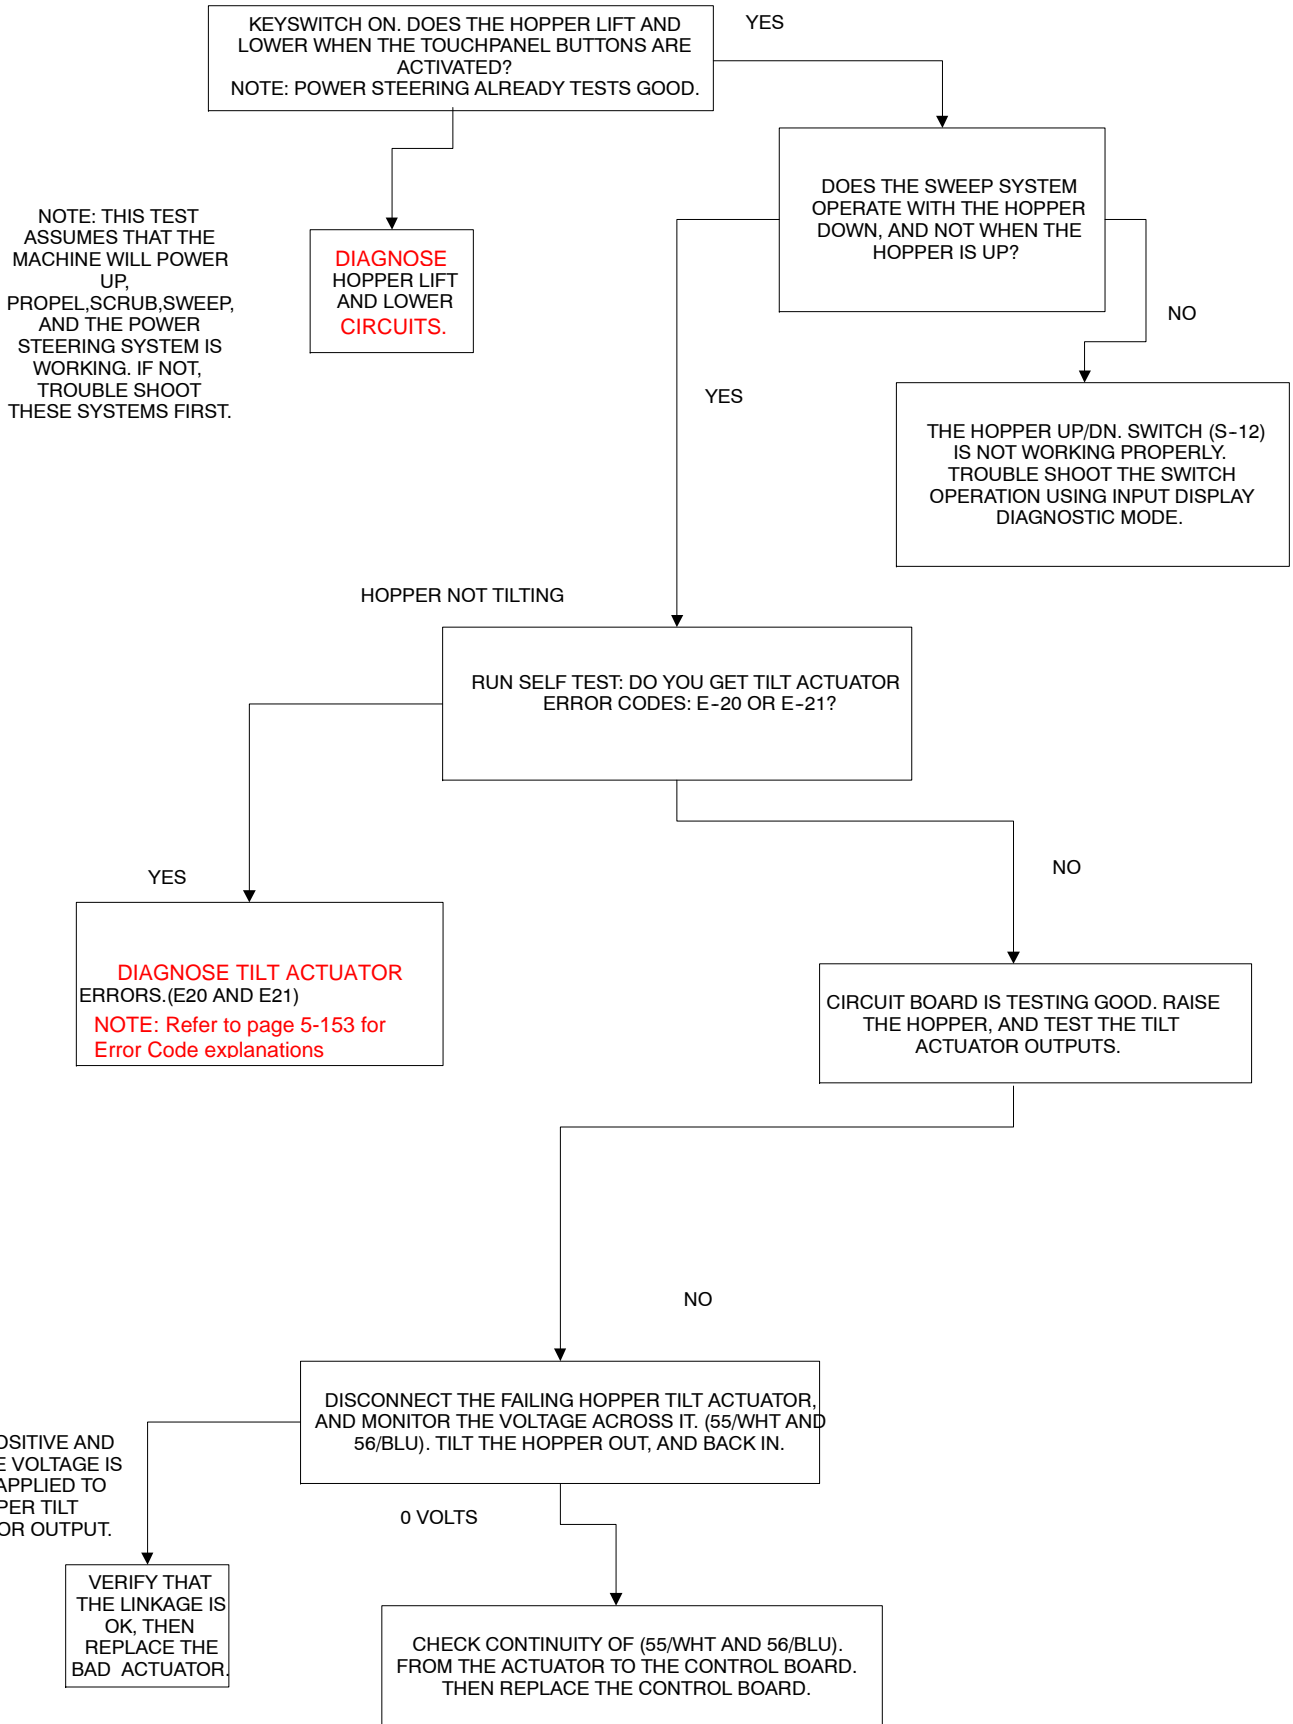 KEYSWITCH ON. DOES THE HOPPER LIFT AND
LOWER WHEN THE TOUCHPANEL BUTTONS ARE
ACTIVATED?
NOTE: POWER STEERING ALREADY TESTS GOOD.
YES
DOES THE SWEEP SYSTEM
OPERATE WITH THE HOPPER
DOWN, AND NOT WHEN THE
HOPPER IS UP?
NOTE: THIS TEST
ASSUMES THAT THE
MACHINE WILL POWER
UP,
PROPEL,SCRUB,SWEEP,
AND THE POWER
STEERING SYSTEM IS
WORKING. IF NOT,
TROUBLE SHOOT
THESE SYSTEMS FIRST.
DIAGNOSE
HOPPER LIFT
AND LOWER
CIRCUITS.
NO
YES
THE HOPPER UP/DN. SWITCH (S-12)
IS NOT WORKING PROPERLY.
TROUBLE SHOOT THE SWITCH
OPERATION USING INPUT DISPLAY
DIAGNOSTIC MODE.
HOPPER NOT TILTING
RUN SELF TEST: DO YOU GET TILT ACTUATOR
ERROR CODES: E-20 OR E-21?
YES
NO
DIAGNOSE TILT ACTUATOR
ERRORS.(E20 AND E21)
NOTE: Refer to page 5-153 for
Error Code explanations
CIRCUIT BOARD IS TESTING GOOD. RAISE
THE HOPPER, AND TEST THE TILT
ACTUATOR OUTPUTS.
NO
DISCONNECT THE FAILING HOPPER TILT ACTUATOR,
AND MONITOR THE VOLTAGE ACROSS IT. (55/WHT AND
56/BLU). TILT THE HOPPER OUT, AND BACK IN.
OSITIVE AND
E VOLTAGE IS
APPLIED TO
PER TILT
OR OUTPUT.
0 VOLTS
VERIFY THAT
THE LINKAGE IS
OK, THEN
REPLACE THE
BAD ACTUATOR.
CHECK CONTINUITY OF (55/WHT AND 56/BLU).
FROM THE ACTUATOR TO THE CONTROL BOARD.
THEN REPLACE THE CONTROL BOARD.